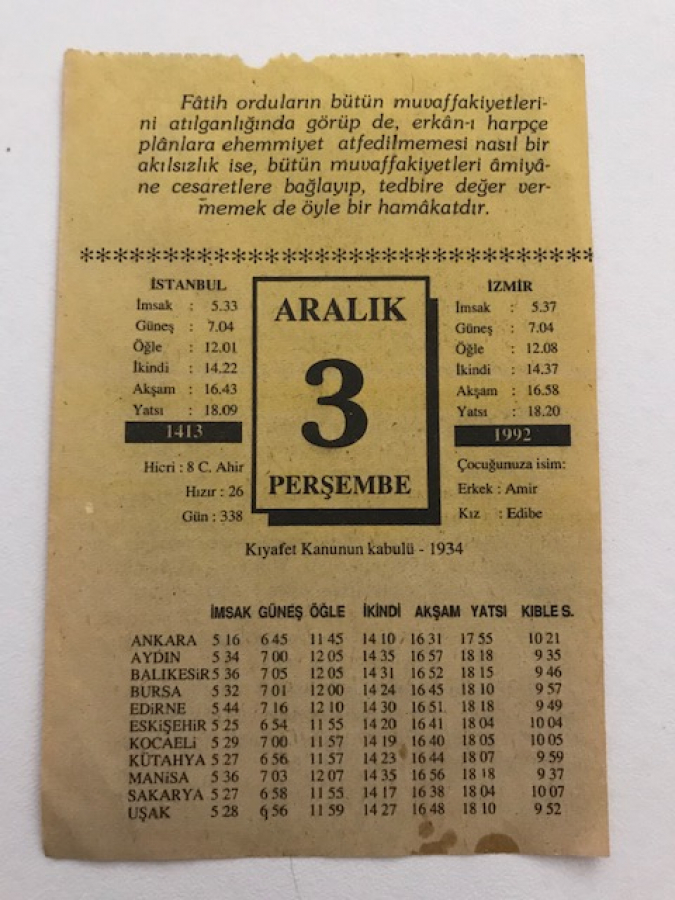 Fâtih orduların bütün muvaffakiyetleri-
ni atılganlığında görüp de, erkân-ı harpçe
plânlara ehemmiyet atfedilmemesi nasıl bir
akılsızlık ise, bütün muvaffakiyetleri âmiyâ-
ne cesaretlere bağlayıp, tedbire değer ver-
memek de öyle bir hamâkatdır.
***********************************
İSTANBUL
İmsak : 5.33
Güneş : 7.04
Öğle : 12.01
İkindi : 14.22
Akşam : 16.43
Yatsı : 18.09
1413
Hicri : 8 C. Ahir
Hızır : 26
Gün : 338
ARALIK
3
PERŞEMBE
İZMİR
İmsak : 5.37
Güneş : 7.04
Öğle : 12.08
İkindi : 14.37
Akşam : 16.58
Yatsı : 18.20
1992
Çocuğunuza isim:
Erkek : Amir
Kız : Edibe
Kıyafet Kanunun kabulü - 1934
İMSAK GÜNEŞ ÖĞLE İKİNDİ AKŞAM YATSI KIBLE S.
ANKARA 5 16 6 45 11 45 14 10 16 31 17 55 10 21
AYDIN 5 34 7 00 12 05 14 35 16 57 18 18 9 35
BALIKESİR 5 36 7 05 12 05 14 31 16 52 18 15 9 46
BURSA 5 32 7 01 12 00 14 24 16 45 18 10 9 57
EDİRNE 5 44 7 16 12 10 14 30 16 51 18 18 9 49
ESKİŞEHİR 5 25 6 54 11 55 14 20 16 41 18 04 10 04
KOCAELİ 5 29 7 00 11 57 14 19 16 40 18 05 10 05
KÜTAHYA 5 27 6 56 11 57 14 23 16 44 18 07 9 59
MANİSA 5 36 7 03 12 07 14 35 16 56 18 18 9 37
SAKARYA 5 27 6 58 11 55 14 17 16 38 18 04 10 07
UŞAK 5 28 6 56 11 59 14 27 16 48 18 10 9 52